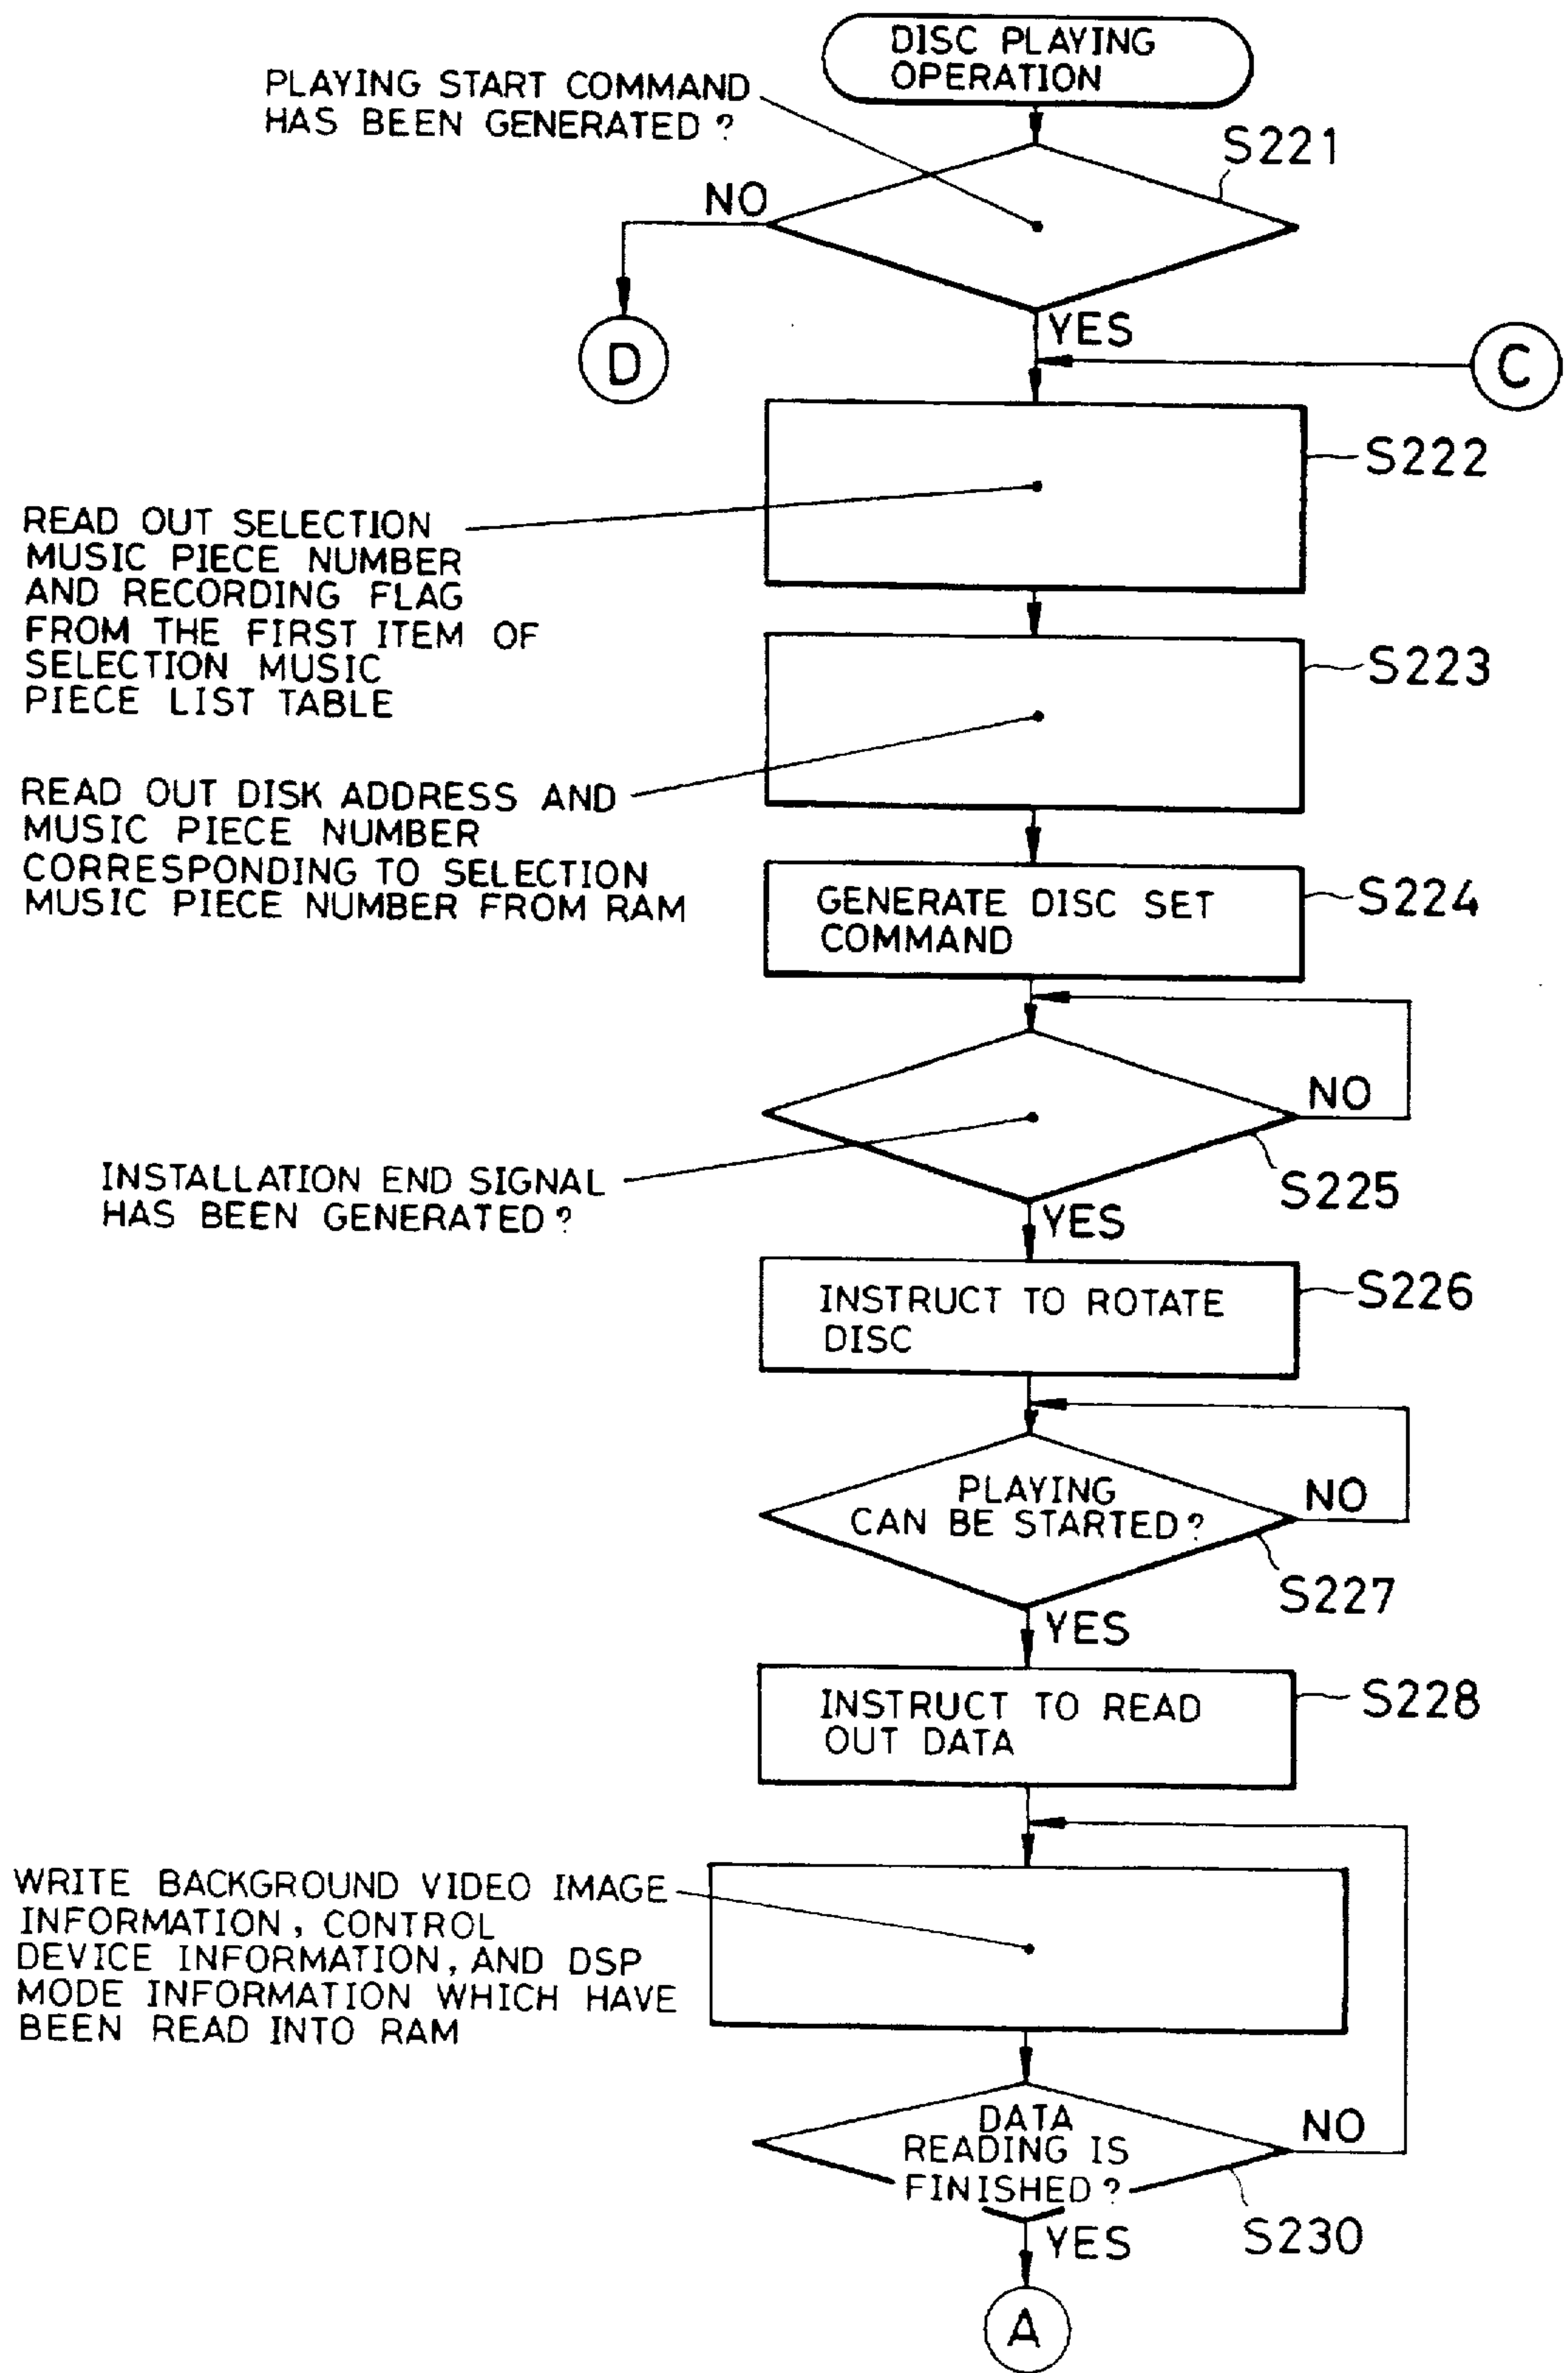 DISC PLAYING
OPERATION
PLAYING START COMMAND
HAS BEEN GENERATED?
S221
NO
YES
D
C
S222
READ OUT SELECTION
MUSIC PIECE NUMBER
AND RECORDING FLAG
FROM THE FIRST ITEM OF
SELECTION MUSIC
PIECE LIST TABLE
S223
READ OUT DISK ADDRESS AND
MUSIC PIECE NUMBER
CORRESPONDING TO SELECTION
MUSIC PIECE NUMBER FROM RAM
GENERATE DISC SET
COMMAND
S224
NO
INSTALLATION END SIGNAL
HAS BEEN GENERATED?
S225
YES
INSTRUCT TO ROTATE
DISC
S226
PLAYING
CAN BE STARTED?
NO
S227
YES
INSTRUCT TO READ
OUT DATA
S228
WRITE BACKGROUND VIDEO IMAGE
INFORMATION, CONTROL
DEVICE INFORMATION, AND DSP
MODE INFORMATION WHICH HAVE
BEEN READ INTO RAM
DATA
READING IS
FINISHED?
NO
S230
YES
A